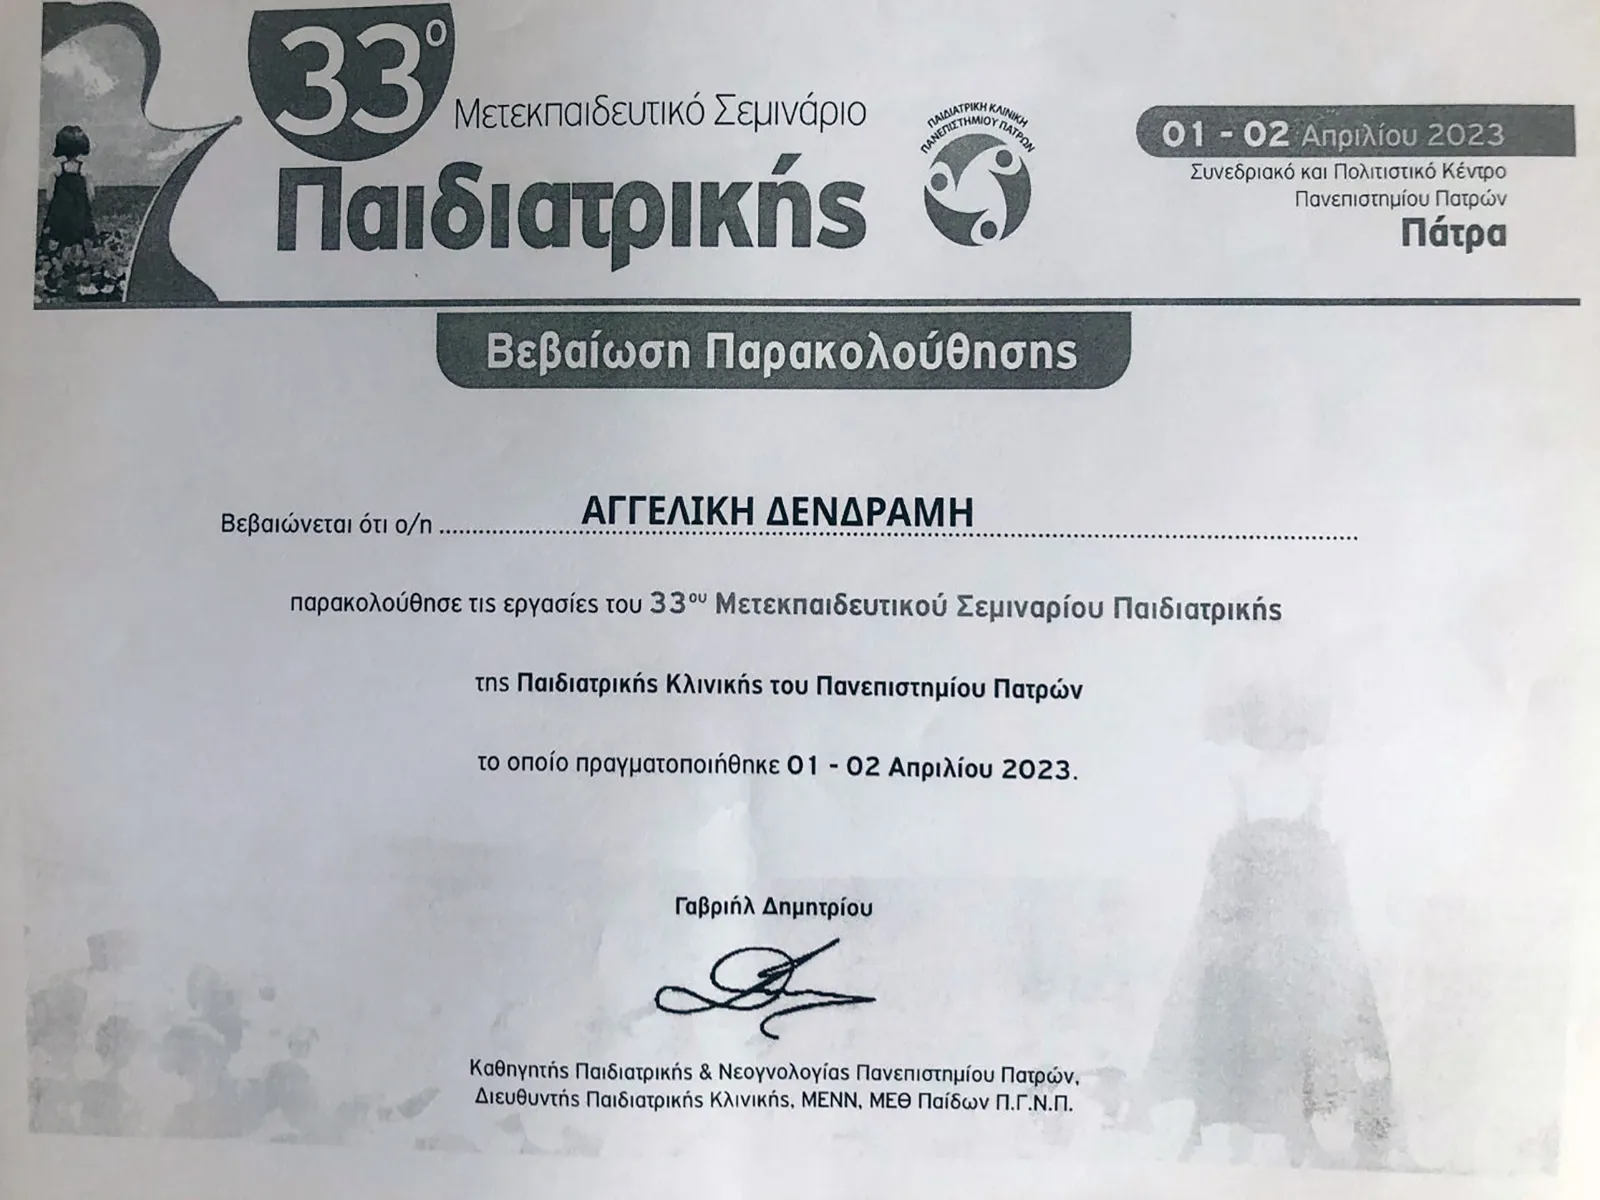 33ο
Μετεκπαιδευτικό Σεμινάριο
Παιδιατρικής
ΠΑΙΔΙΑΤΡΙΚΗ ΚΛΙΝΙΚΗ
ΠΑΝΕΠΙΣΤΗΜΙΟΥ ΠΑΤΡΩΝ
01 - 02 Απριλίου 2023
Συνεδριακό και Πολιτιστικό Κέντρο
Πανεπιστημίου Πατρών
Πάτρα
Βεβαίωση Παρακολούθησης
Βεβαιώνεται ότι ο/η ΑΓΓΕΛΙΚΗ ΔΕΝΔΡΑΜΗ
παρακολούθησε τις εργασίες του 33ου Μετεκπαιδευτικού Σεμιναρίου Παιδιατρικής
της Παιδιατρικής Κλινικής του Πανεπιστημίου Πατρών
το οποίο πραγματοποιήθηκε 01 - 02 Απριλίου 2023.
Γαβριήλ Δημητρίου
Καθηγητής Παιδιατρικής & Νεογνολογίας Πανεπιστημίου Πατρών,
Διευθυντής Παιδιατρικής Κλινικής, ΜΕΝΝ, ΜΕΘ Παίδων Π.Γ.Ν.Π.